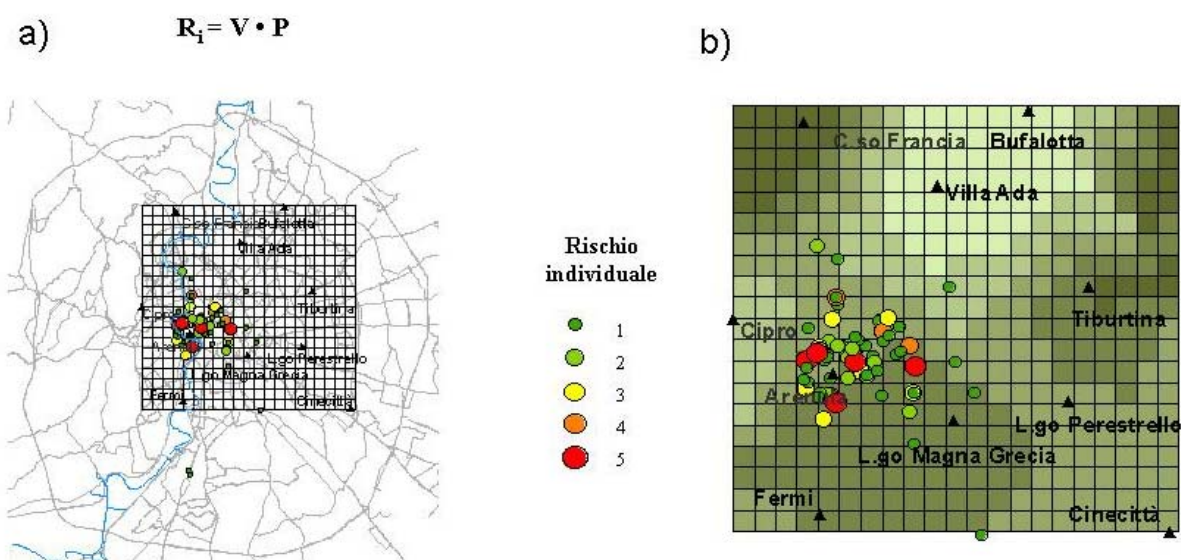 a)
R_i = V • P
C.so Francia Bufalotta
Villa Ada
Cipro
Tiburtina
L.go Perestrello
L.go Magna Grecia
Fermi
Cinecittà
Rischio
individuale
1
2
3
4
5
b)
C.so Francia Bufalotta
Villa Ada
Cipro
Tiburtina
Arenula
L.go Perestrello
L.go Magna Grecia
Fermi
Cinecittà